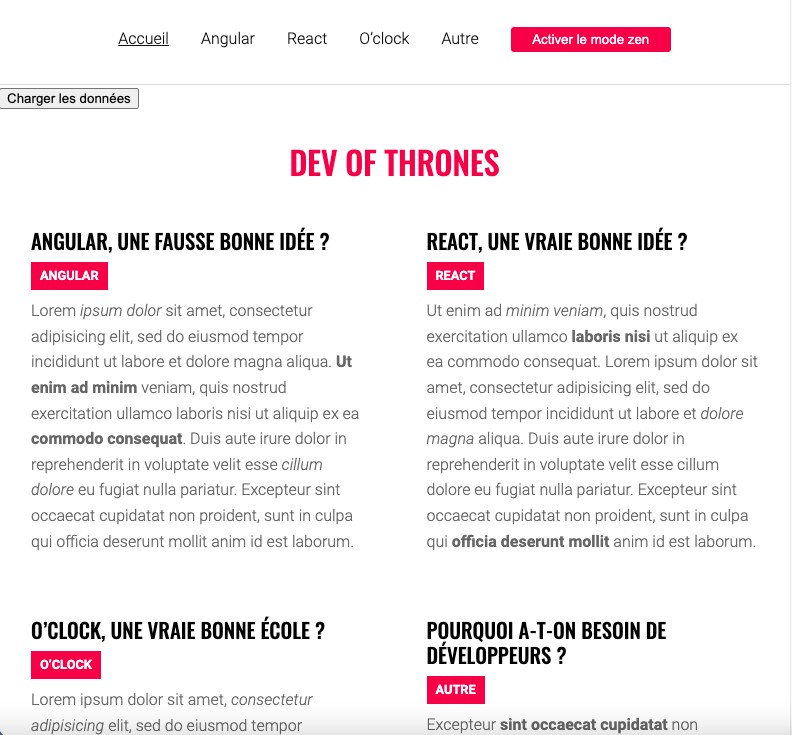 Accueil Angular React O’clock Autre Activer le mode zen
Charger les données
DEV OF THRONES
ANGULAR, UNE FAUSSE BONNE IDÉE ?
ANGULAR
Lorem ipsum dolor sit amet, consectetur
adipisicing elit, sed do eiusmod tempor
incididunt ut labore et dolore magna aliqua. Ut
enim ad minim veniam, quis nostrud
exercitation ullamco laboris nisi ut aliquip ex ea
commodo consequat. Duis aute irure dolor in
reprehenderit in voluptate velit esse cillum
dolore eu fugiat nulla pariatur. Excepteur sint
occaecat cupidatat non proident, sunt in culpa
qui officia deserunt mollit anim id est laborum.
REACT, UNE VRAIE BONNE IDÉE ?
REACT
Ut enim ad minim veniam, quis nostrud
exercitation ullamco laboris nisi ut aliquip ex
ea commodo consequat. Lorem ipsum dolor sit
amet, consectetur adipisicing elit, sed do
eiusmod tempor incididunt ut labore et dolore
magna aliqua. Duis aute irure dolor in
reprehenderit in voluptate velit esse cillum
dolore eu fugiat nulla pariatur. Excepteur sint
occaecat cupidatat non proident, sunt in culpa
qui officia deserunt mollit anim id est laborum.
O’CLOCK, UNE VRAIE BONNE ÉCOLE ?
O’CLOCK
Lorem ipsum dolor sit amet, consectetur
adipisicing elit, sed do eiusmod tempor
POURQUOI A-T-ON BESOIN DE
DÉVELOPPEURS ?
AUTRE
Excepteur sint occaecat cupidatat non